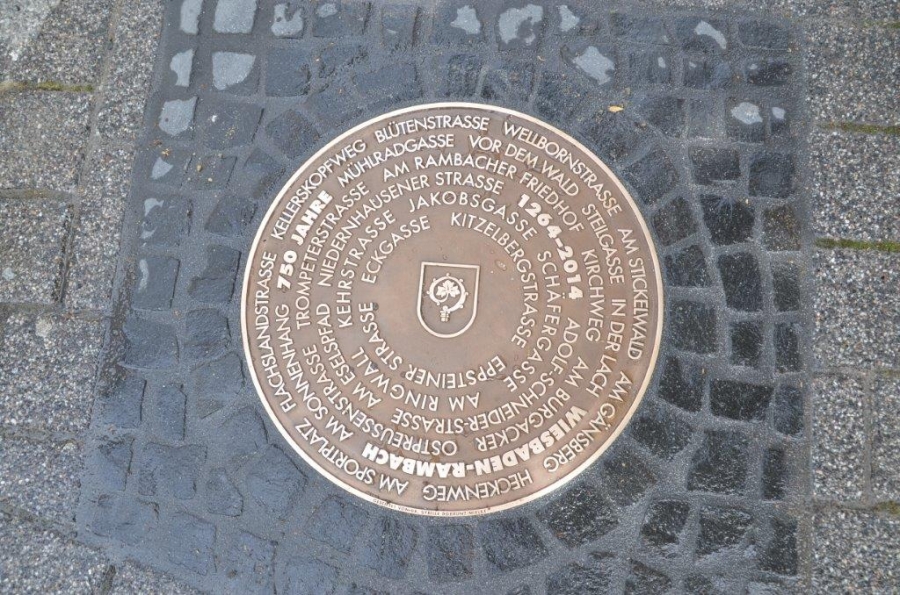 FLACHSLANDSTRASSE KELLERSKOPFWEG BLÜTENSTRASSE WELLBORNSTRASSE AM STICKELWALD AM GÄNSBERG HECKENWEG AM SPORTPLATZ
AM SONNENHANG 750 JAHRE MÜHLRADGASSE VOR DEM WALD STEILGASSE IN DER LACH WIESBADEN-RAMBACH
TROMPETERSTRASSE AM RAMBACHER FRIEDHOF KIRCHWEG AM BURGACKER OSTPREUSSENSTRASSE
AM ESELSPFAD NIEDERNHAUSENER STRASSE 1264–2014 ADOLF-SCHNEIDER-STRASSE
KEHRSTRASSE JAKOBSGASSE SCHÄFERGASSE AM RINGWALL
ECKGASSE KITZELBERGSTRASSE EPPSTEINER STRASSE